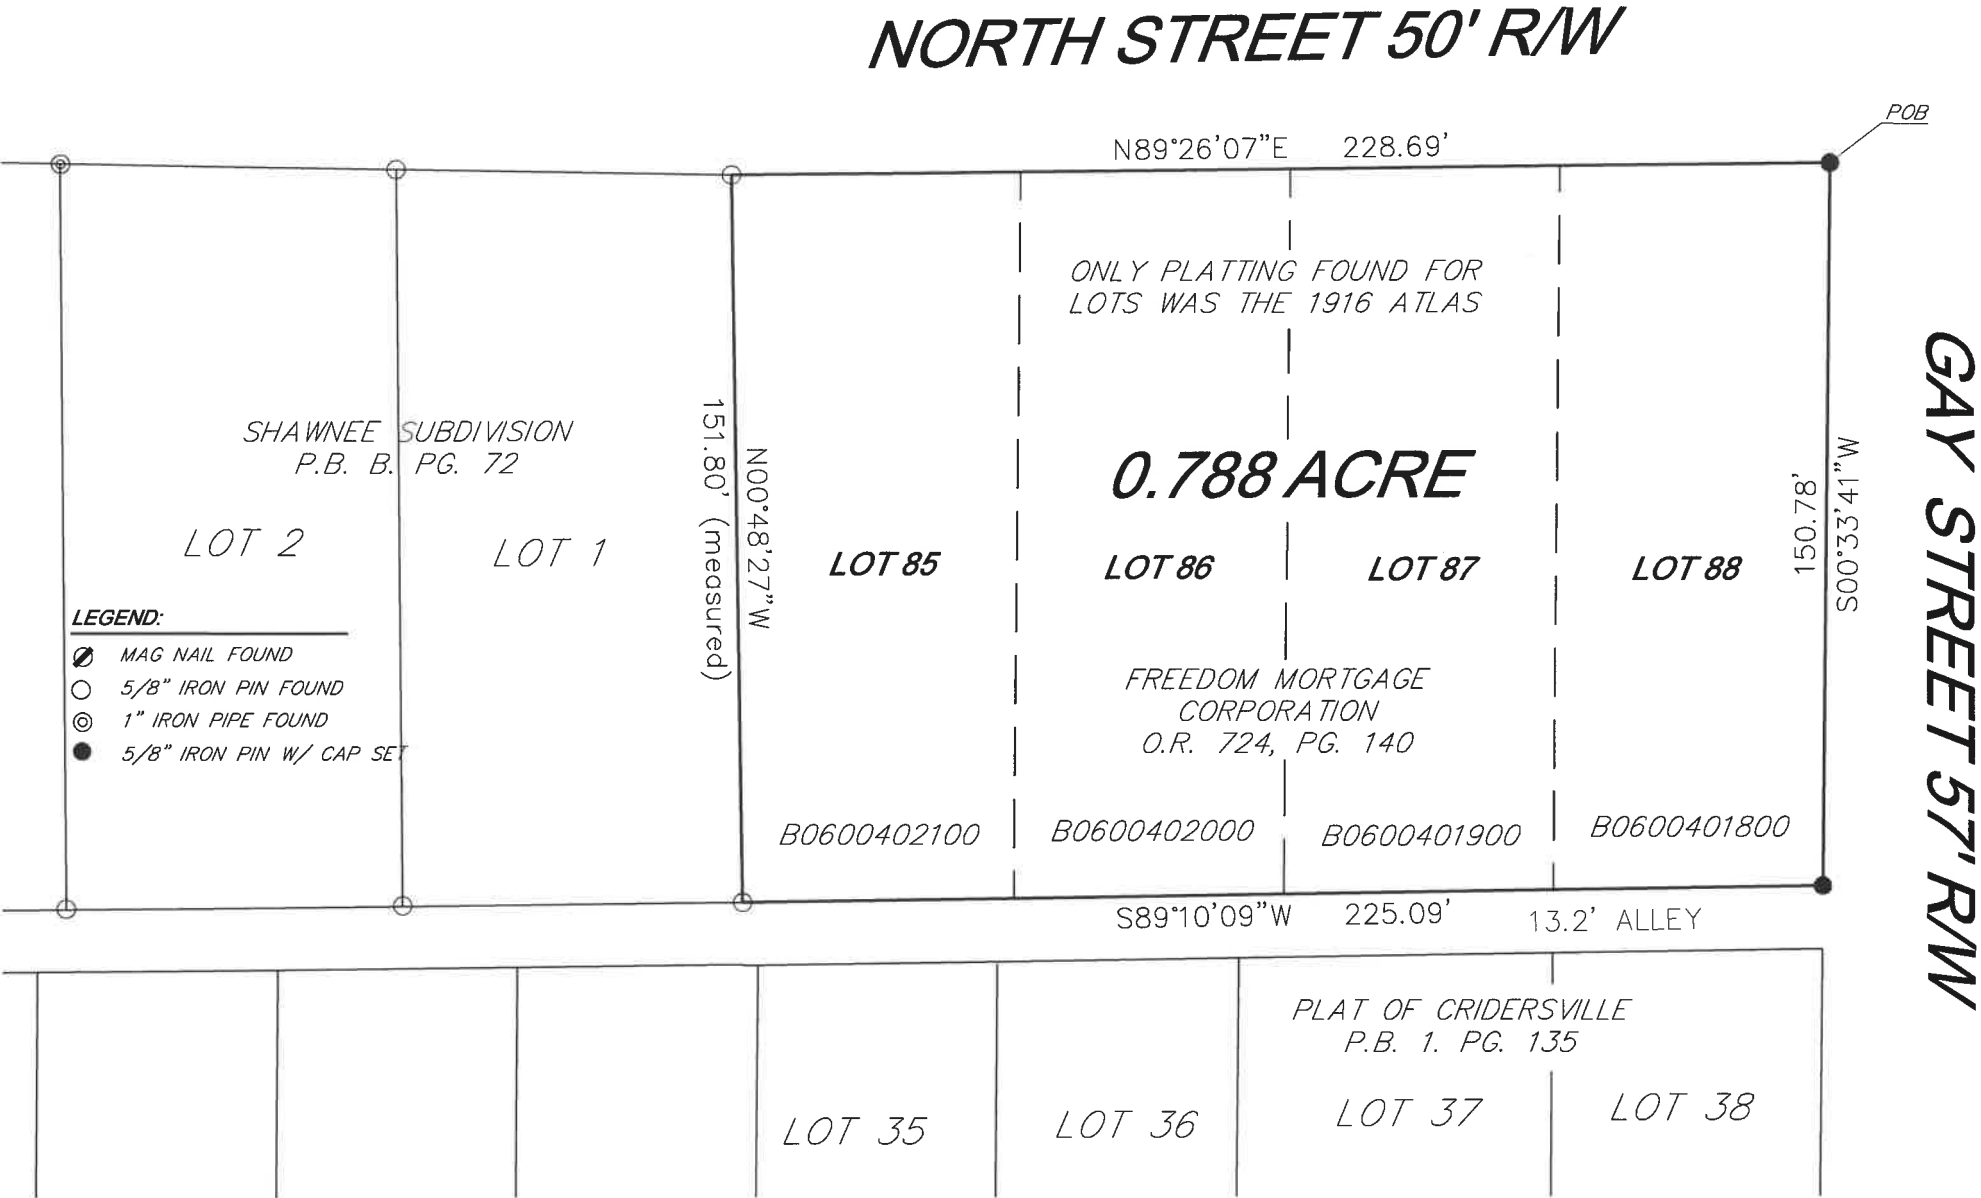 NORTH STREET 50' R/W
POB
N89°26'07"E 228.69'
ONLY PLATTING FOUND FOR
LOTS WAS THE 1916 ATLAS
GAY STREET 57' R/W
SHAWNEE SUBDIVISION
P.B. B. PG. 72
151.80' (measured)
N00°48'27"W
0.788 ACRE
150.78'
S00°33'41"W
LOT 2
LOT 1
LOT 85
LOT 86
LOT 87
LOT 88
LEGEND:
MAG NAIL FOUND
5/8" IRON PIN FOUND
1" IRON PIPE FOUND
5/8" IRON PIN W/ CAP SET
FREEDOM MORTGAGE
CORPORATION
O.R. 724, PG. 140
B0600402100
B0600402000
B0600401900
B0600401800
S89°10'09"W 225.09'
13.2' ALLEY
PLAT OF CRIDERSVILLE
P.B. 1. PG. 135
LOT 35
LOT 36
LOT 37
LOT 38